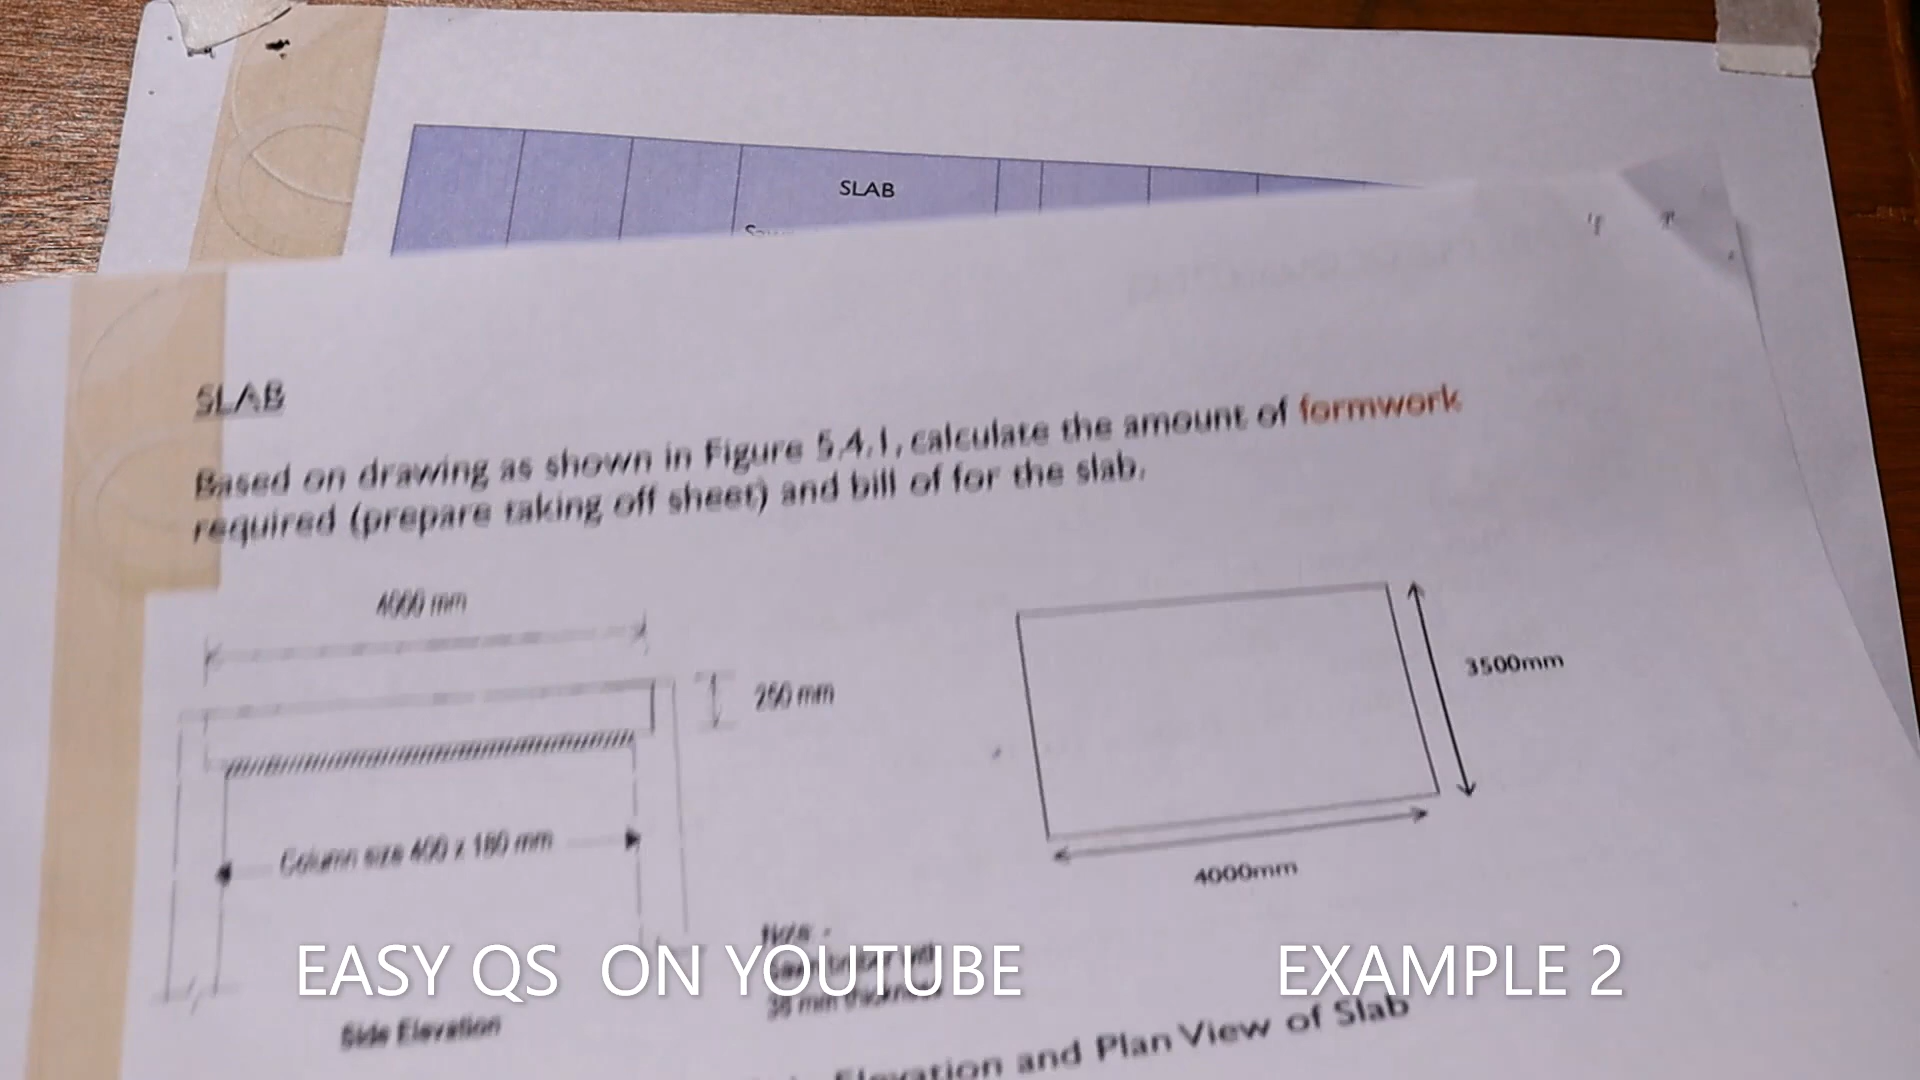 SLAB
SLAB
Based on drawing as shown in Figure 5.4.1, calculate the amount of formwork
required (prepare taking off sheet) and bill of for the slab.
4000 mm
250 mm
3500mm
Column size 400 x 180 mm
4000mm
Note: -
EASY QS ON YOUTUBE
EXAMPLE 2
Side Elevation
Elevation and Plan View of Slab